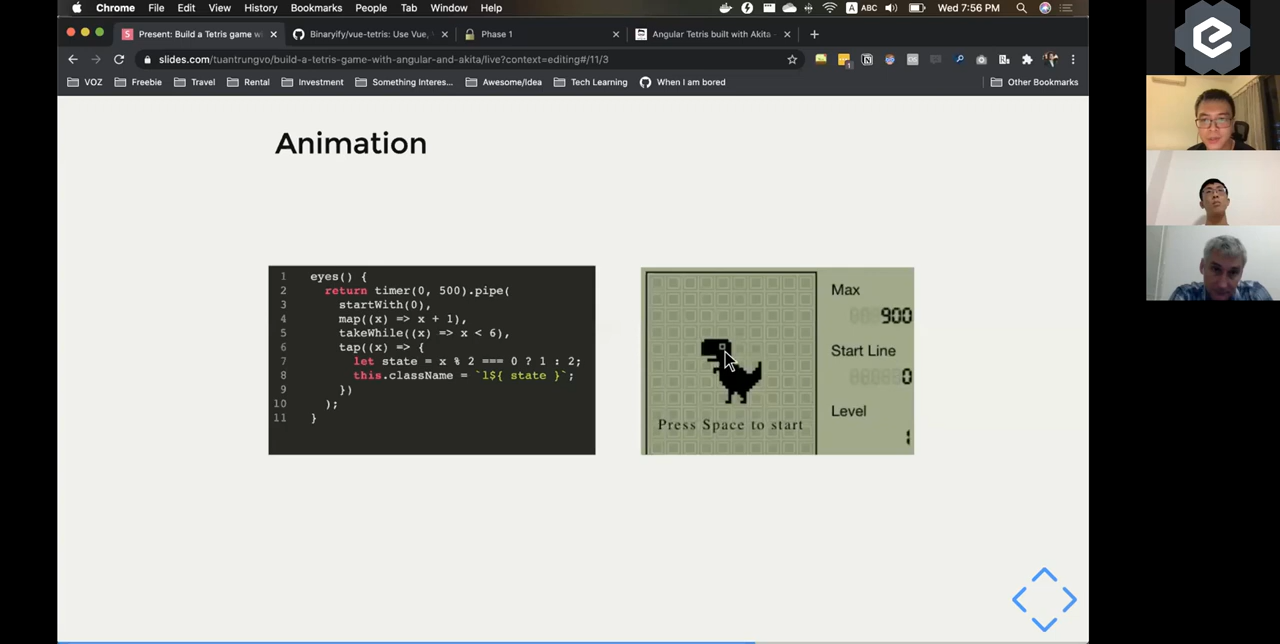 Chrome File Edit View History Bookmarks People Tab Window Help
A ABC Wed 7:56 PM
S Present: Build a Tetris game wi
Binaryify/vue-tetris: Use Vue,
Phase 1
Angular Tetris built with Akita
slides.com/tuantrungvo/build-a-tetris-game-with-angular-and-akita/live?context=editing#/11/3
VOZ Freebie Travel Rental Investment Something Interes... Awesome/Idea Tech Learning When I am bored Other Bookmarks
Animation
1 eyes() {
2 return timer(0, 500).pipe(
3 startWith(0),
4 map((x) => x + 1),
5 takeWhile((x) => x < 6),
6 tap((x) => {
7 let state = x % 2 === 0 ? 1 : 2;
8 this.className = `l${ state }`;
9 })
10 );
11 }
Max
900
Start Line
0
Level
1
Press Space to start